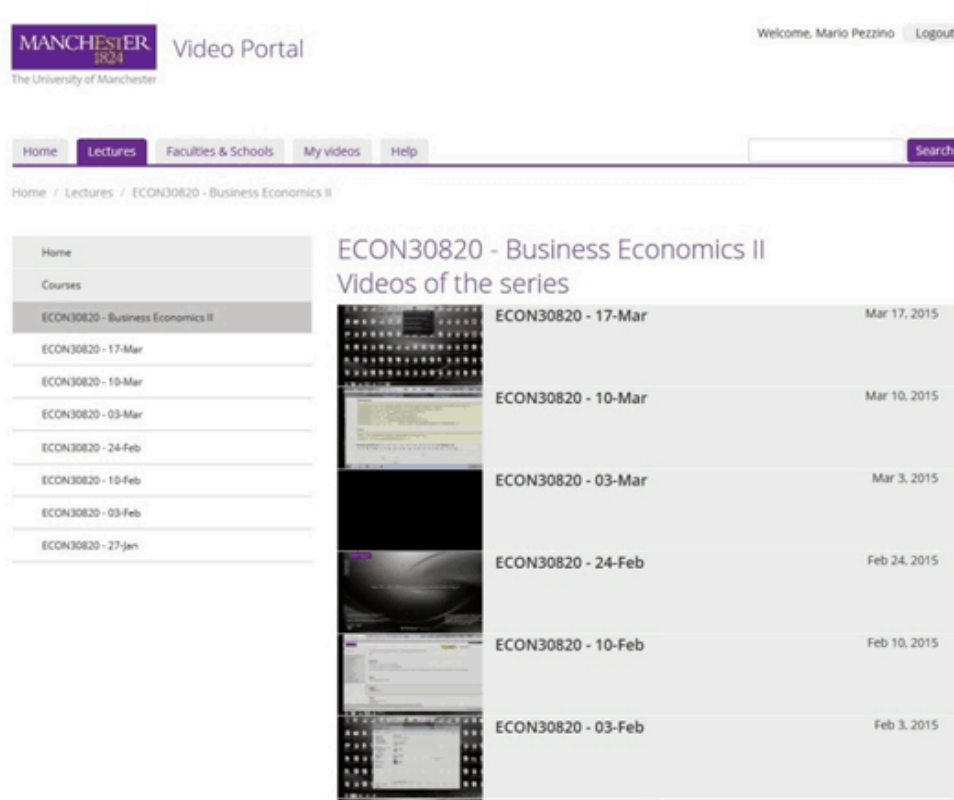 MANCHESTER
1824
The University of Manchester
Video Portal
Welcome, Mario Pezzino Logout
Home Lectures Faculties & Schools My videos Help Search
Home / Lectures / ECON30820 - Business Economics II
Home
Courses
ECON30820 - Business Economics II
ECON30820 - 17-Mar
ECON30820 - 10-Mar
ECON30820 - 03-Mar
ECON30820 - 24-Feb
ECON30820 - 10-Feb
ECON30820 - 03-Feb
ECON30820 - 27-Jan
ECON30820 - Business Economics II
Videos of the series
ECON30820 - 17-Mar Mar 17, 2015
ECON30820 - 10-Mar Mar 10, 2015
ECON30820 - 03-Mar Mar 3, 2015
ECON30820 - 24-Feb Feb 24, 2015
ECON30820 - 10-Feb Feb 10, 2015
ECON30820 - 03-Feb Feb 3, 2015